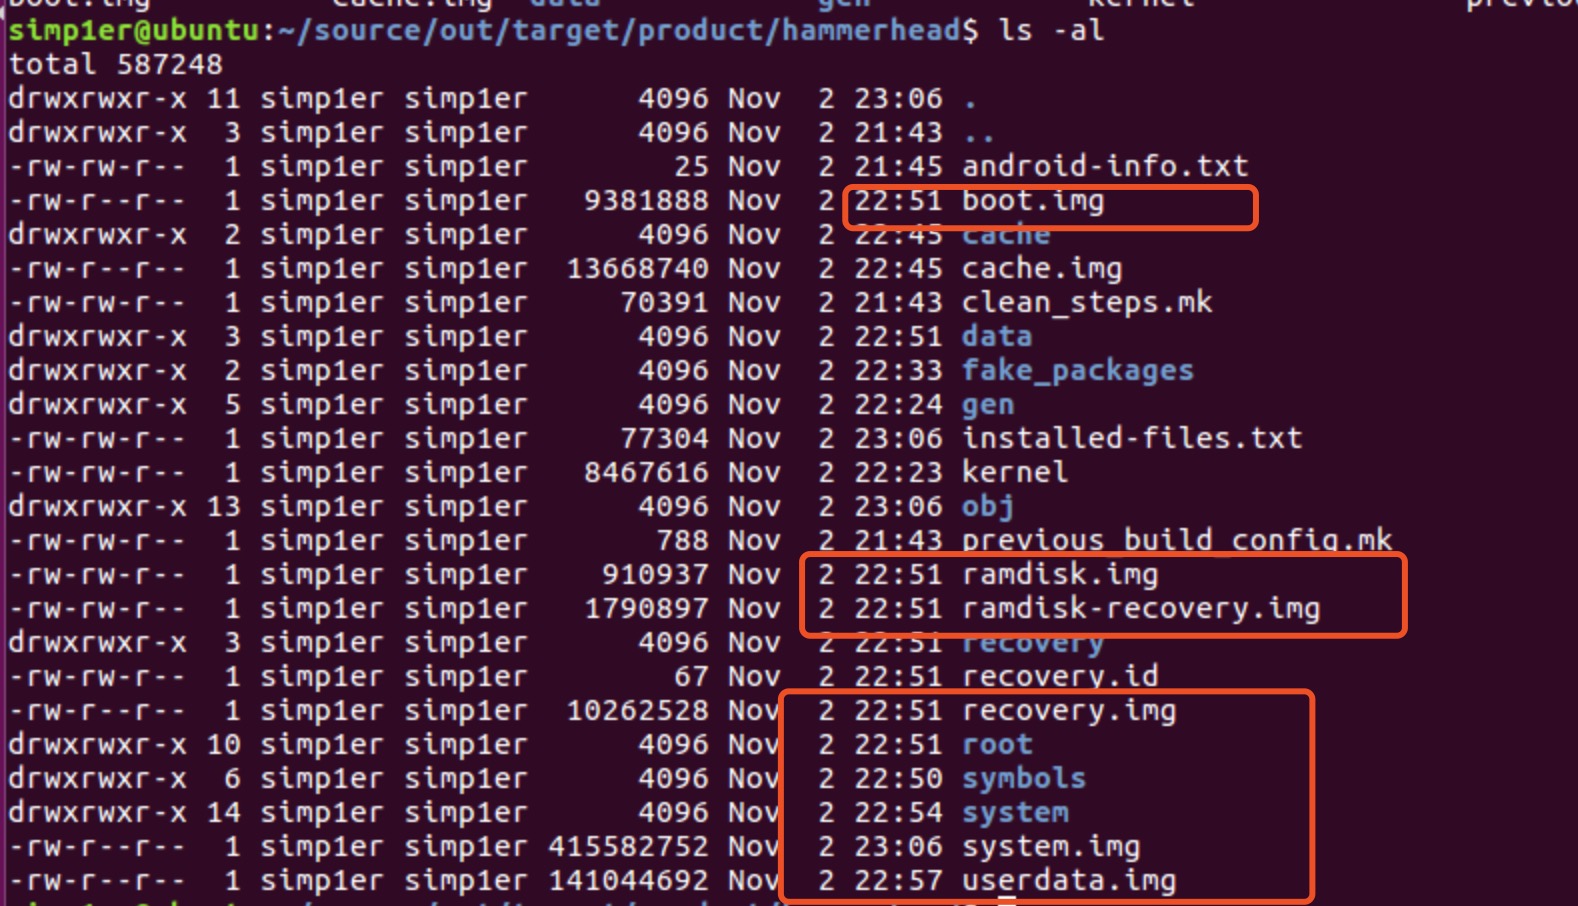 boot.img cache.img data gen kernel
simp1er@ubuntu:~/source/out/target/product/hammerhead$ ls -al
total 587248
drwxrwxr-x 11 simp1er simp1er      4096 Nov  2 23:06 .
drwxrwxr-x  3 simp1er simp1er      4096 Nov  2 21:43 ..
-rw-rw-r--  1 simp1er simp1er        25 Nov  2 21:45 android-info.txt
-rw-r--r--  1 simp1er simp1er   9381888 Nov  2 22:51 boot.img
drwxrwxr-x  2 simp1er simp1er      4096 Nov  2 22:45 cache
-rw-r--r--  1 simp1er simp1er  13668740 Nov  2 22:45 cache.img
-rw-rw-r--  1 simp1er simp1er     70391 Nov  2 21:43 clean_steps.mk
drwxrwxr-x  3 simp1er simp1er      4096 Nov  2 22:51 data
drwxrwxr-x  2 simp1er simp1er      4096 Nov  2 22:33 fake_packages
drwxrwxr-x  5 simp1er simp1er      4096 Nov  2 22:24 gen
-rw-rw-r--  1 simp1er simp1er     77304 Nov  2 23:06 installed-files.txt
-rw-rw-r--  1 simp1er simp1er   8467616 Nov  2 22:23 kernel
drwxrwxr-x 13 simp1er simp1er      4096 Nov  2 23:06 obj
-rw-rw-r--  1 simp1er simp1er       788 Nov  2 21:43 previous_build_config.mk
-rw-rw-r--  1 simp1er simp1er    910937 Nov  2 22:51 ramdisk.img
-rw-rw-r--  1 simp1er simp1er   1790897 Nov  2 22:51 ramdisk-recovery.img
drwxrwxr-x  3 simp1er simp1er      4096 Nov  2 22:51 recovery
-rw-rw-r--  1 simp1er simp1er        67 Nov  2 22:51 recovery.id
-rw-r--r--  1 simp1er simp1er  10262528 Nov  2 22:51 recovery.img
drwxrwxr-x 10 simp1er simp1er      4096 Nov  2 22:51 root
drwxrwxr-x  6 simp1er simp1er      4096 Nov  2 22:50 symbols
drwxrwxr-x 14 simp1er simp1er      4096 Nov  2 22:54 system
-rw-r--r--  1 simp1er simp1er 415582752 Nov  2 23:06 system.img
-rw-r--r--  1 simp1er simp1er 141044692 Nov  2 22:57 userdata.img